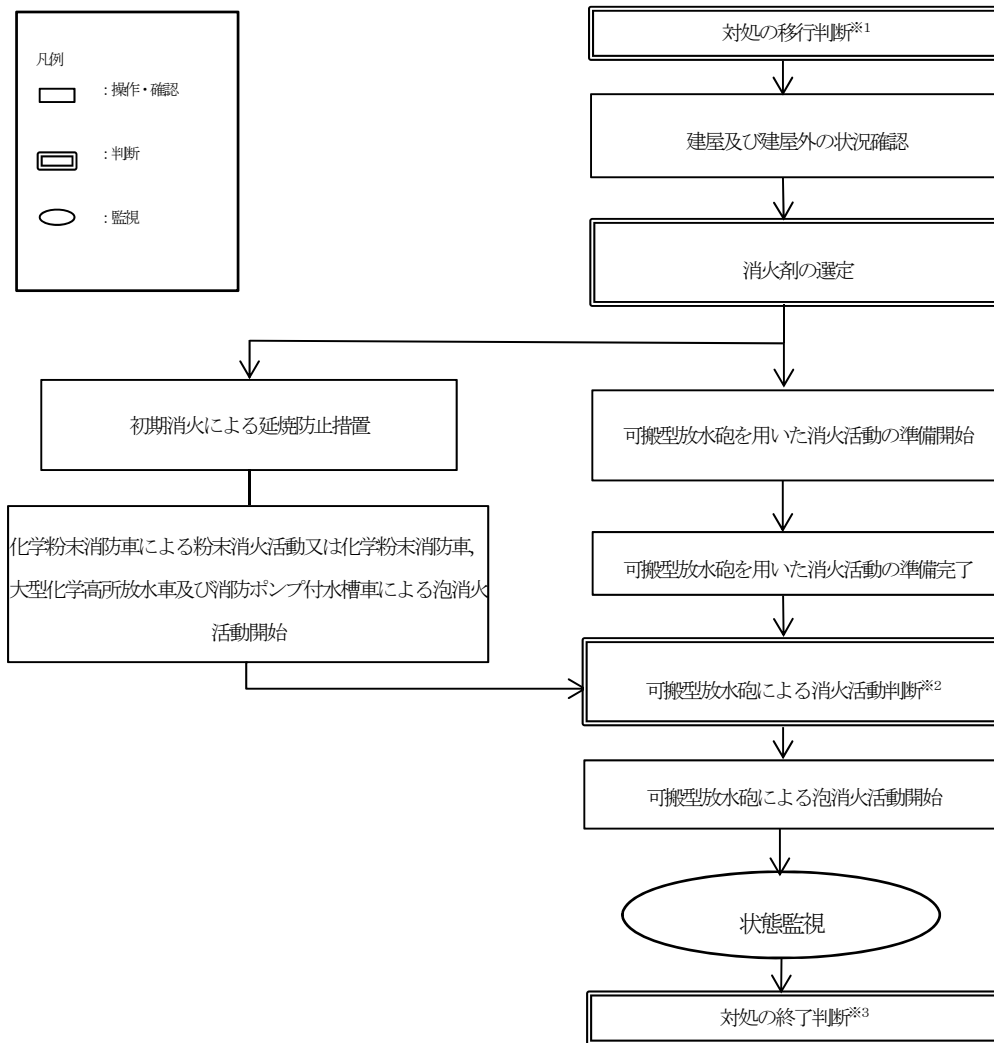 凡例
：操作・確認
：判断
：監視
対処の移行判断※1
建屋及び建屋外の状況確認
消火剤の選定
初期消火による延焼防止措置
化学粉末消防車による粉末消火活動又は化学粉末消防車，
大型化学高所放水車及び消防ポンプ付水槽車による泡消火
活動開始
可搬型放水砲を用いた消火活動の準備開始
可搬型放水砲を用いた消火活動の準備完了
可搬型放水砲による消火活動判断※2
可搬型放水砲による泡消火活動開始
状態監視
対処の終了判断※3